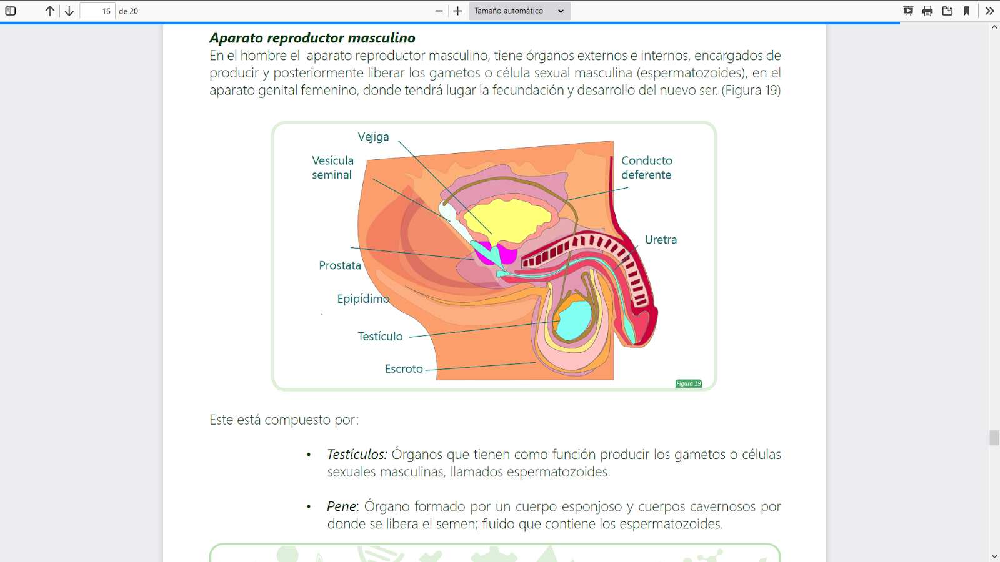 16 de 20
Tamaño automático
Aparato reproductor masculino
En el hombre el aparato reproductor masculino, tiene órganos externos e internos, encargados de
producir y posteriormente liberar los gametos o célula sexual masculina (espermatozoides), en el
aparato genital femenino, donde tendrá lugar la fecundación y desarrollo del nuevo ser. (Figura 19)
Vejiga
Vesícula
seminal
Conducto
deferente
Uretra
Prostata
Epipídimo
Testículo
Escroto
Figura 19
Este está compuesto por:
• Testículos: Órganos que tienen como función producir los gametos o células
sexuales masculinas, llamados espermatozoides.
• Pene: Órgano formado por un cuerpo esponjoso y cuerpos cavernosos por
donde se libera el semen; fluido que contiene los espermatozoides.